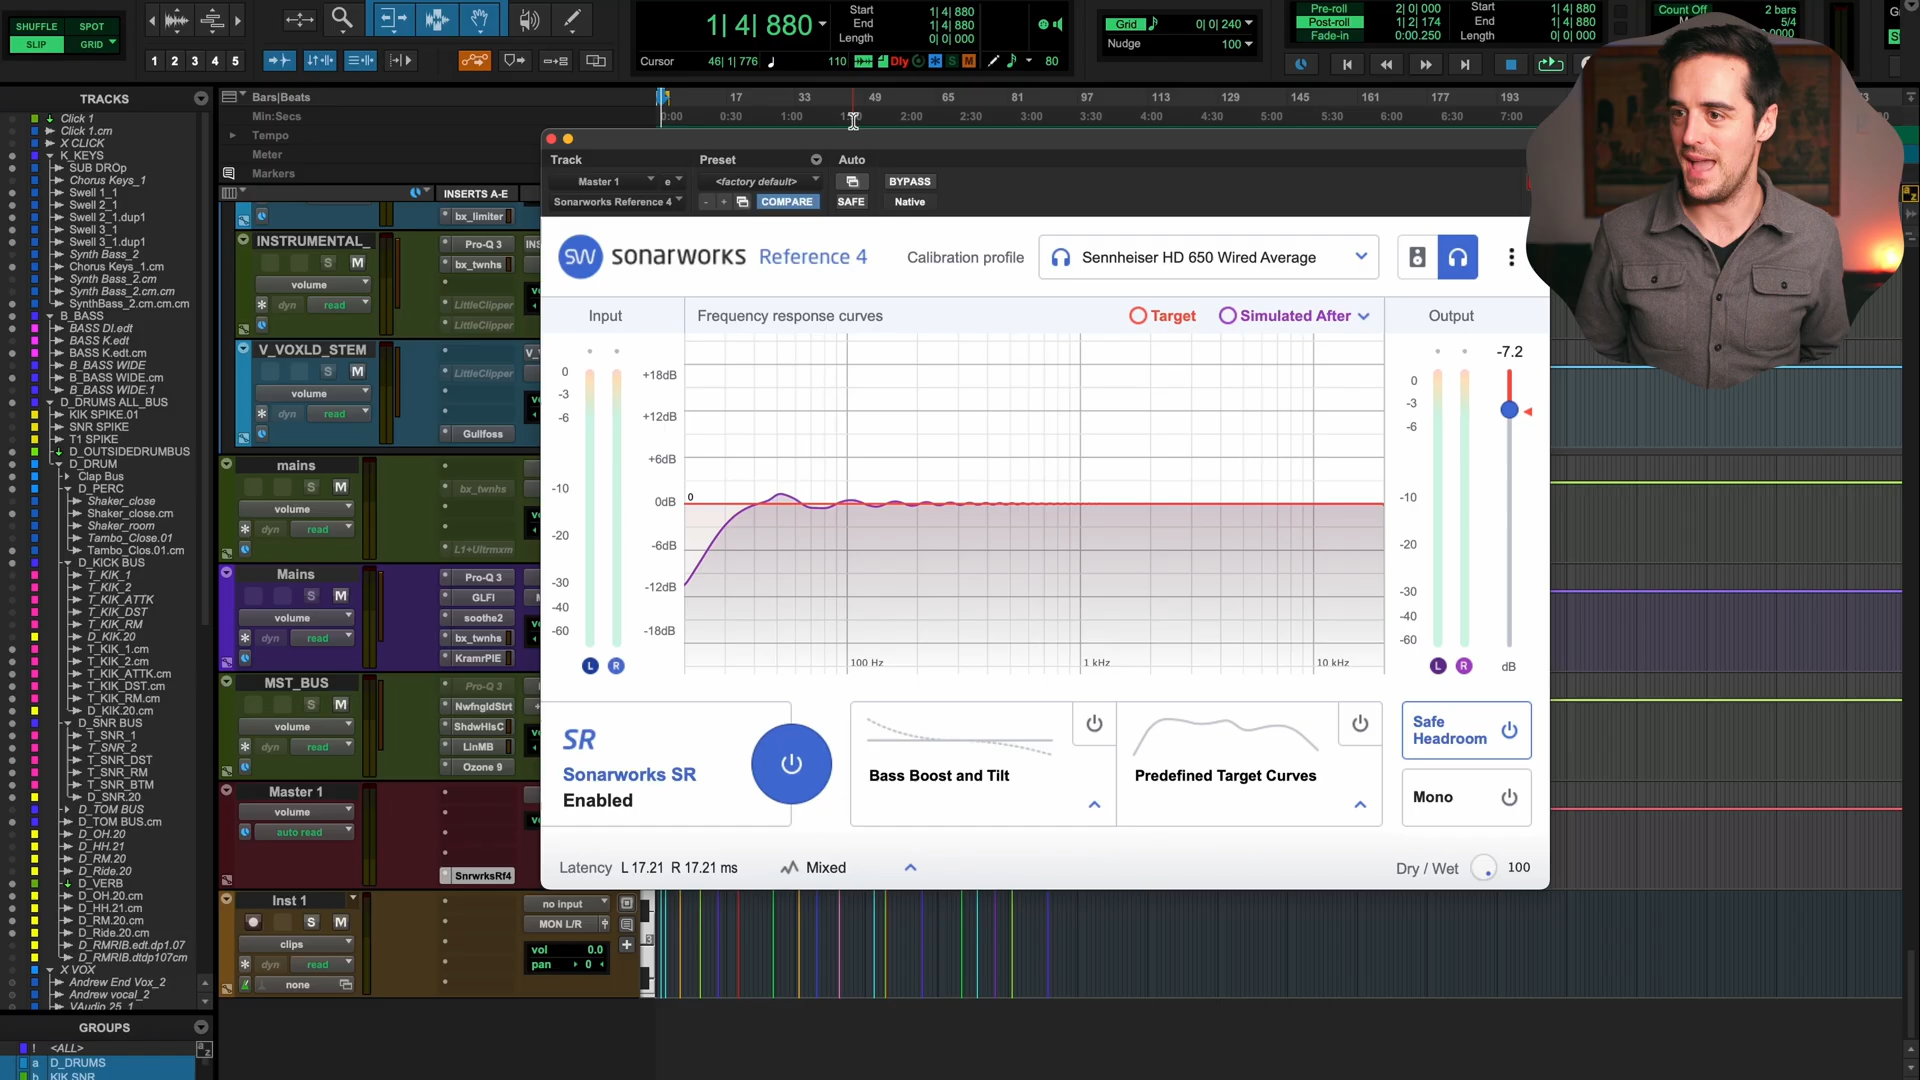 SHUFFLE SPOT
SLIP GRID
1 2 3 4 5
1| 4| 880
Start 1| 4| 880
End 1| 4| 880
Length 0| 0| 000
Cursor 46| 1| 776 110 Dly S M 80
Grid 0| 0| 240
Nudge 100
Pre-roll 2| 0| 000
Post-roll 1| 2| 174
Fade-in 0:00.250
Start 1| 4| 880
End 1| 4| 880
Length 0| 0| 000
Count Off 2 bars
5/4
TRACKS
Click 1
Click 1.cm
X CLICK
K_KEYS
SUB DROp
Chorus Keys_1
Swell 1_1
Swell 2_1
Swell 2_1.dup1
Swell 3_1
Swell 3_1.dup1
Synth Bass_2
Chorus Keys_1.cm
Synth Bass_2.cm
Synth Bass_2.cm.cm
SynthBass_2.cm.cm.cm
B_BASS
BASS DI.edt
BASS K.edt
BASS K.edt.cm
B_BASS WIDE
B_BASS WIDE.cm
B_BASS WIDE.1
D_DRUMS ALL_BUS
KIK SPIKE.01
SNR SPIKE
T1 SPIKE
D_OUTSIDEDRUMBUS
D_DRUM
Clap Bus
D_PERC
Shaker_close
Shaker_close.cm
Shaker_room
Tambo_Close.01
Tambo_Clos.01.cm
D_KICK BUS
T_KIK_1
T_KIK_2
T_KIK_ATTK
T_KIK_DST
T_KIK_RM
D_KIK.20
T_KIK_1.cm
T_KIK_2.cm
T_KIK_ATTK.cm
T_KIK_DST.cm
T_KIK_RM.cm
D_KIK.20.cm
D_SNR BUS
T_SNR_1
T_SNR_2
T_SNR_DST
T_SNR_RM
T_SNR_BTM
D_SNR.20
D_TOM BUS
D_TOM BUS.cm
D_OH.20
D_HH.21
D_RM.20
D_Ride.20
D_VERB
D_OH.20.cm
D_HH.21.cm
D_RM.20.cm
D_Ride.20.cm
D_RMRIB.edt.dp1.07
D_RMRIB.dtdp107cm
X VOX
Andrew End Vox_2
Andrew vocal_2
VAudio 25_1
GROUPS
! <ALL>
a D_DRUMS
b KIK SNR
Bars|Beats 17 33 49 65 81 97 113 129 145 161 177 193
Min:Secs 0:00 0:30 1:00 2:00 2:30 3:00 3:30 4:00 4:30 5:00 5:30 6:00 6:30 7:00
Tempo
Meter
Markers
INSERTS A-E
bx_limiter
INSTRUMENTAL_ Pro-Q 3
S M bx_twnhs
volume
dyn read
LittleClipper
LittleClipper
V_VOXLD_STEM
S M LittleClipper
volume
dyn read
Gullfoss
mains
S M bx_twnhs
volume
dyn read
L1+Ultrmxm
Mains Pro-Q 3
S M GLFI
volume soothe2
dyn read bx_twnhs
KramrPIE
MST_BUS Pro-Q 3
S M NwfngldStrt
volume ShdwHlsC
dyn read LinMB
Ozone 9
Master 1
volume
auto read
SnrwrksRf4
Inst 1 no input
S M MON L/R
clips vol 0.0
dyn read pan 0
none
Track Preset Auto
Master 1 e <factory default> BYPASS
Sonarworks Reference 4 - + COMPARE SAFE Native
SW sonarworks Reference 4
Calibration profile Sennheiser HD 650 Wired Average
Input Frequency response curves Target Simulated After Output
-7.2
0
-3
-6
-10
-20
-30
-40
-60
L R
+18dB
+12dB
+6dB
0dB
-6dB
-12dB
-18dB
0
100 Hz 1 kHz 10 kHz
0
-3
-6
-10
-20
-30
-40
-60
L R dB
SR
Sonarworks SR
Enabled
Bass Boost and Tilt
Predefined Target Curves
Safe
Headroom
Mono
Latency L 17.21 R 17.21 ms Mixed Dry / Wet 100